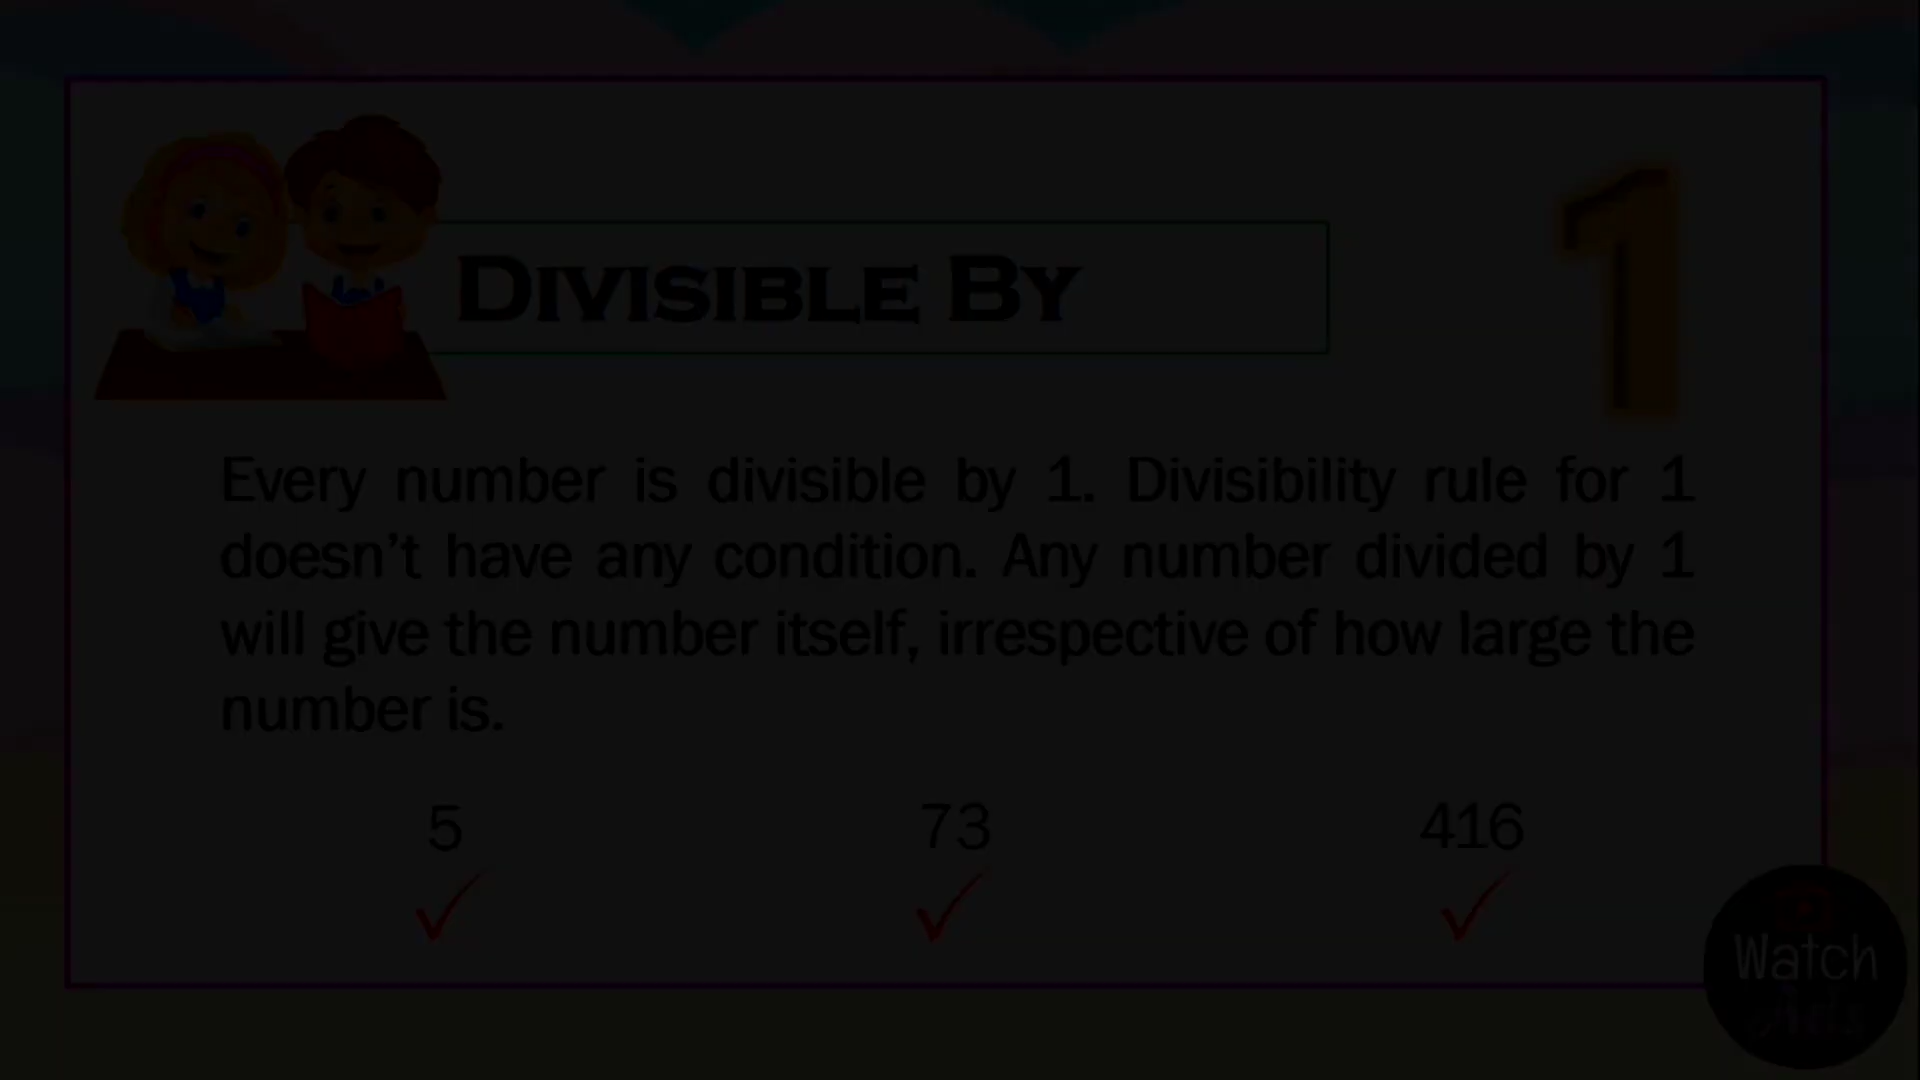 DIVISIBLE BY
1
Every number is divisible by 1. Divisibility rule for 1
doesn’t have any condition. Any number divided by 1
will give the number itself, irrespective of how large the
number is.
5 73 416
Watch
Arts